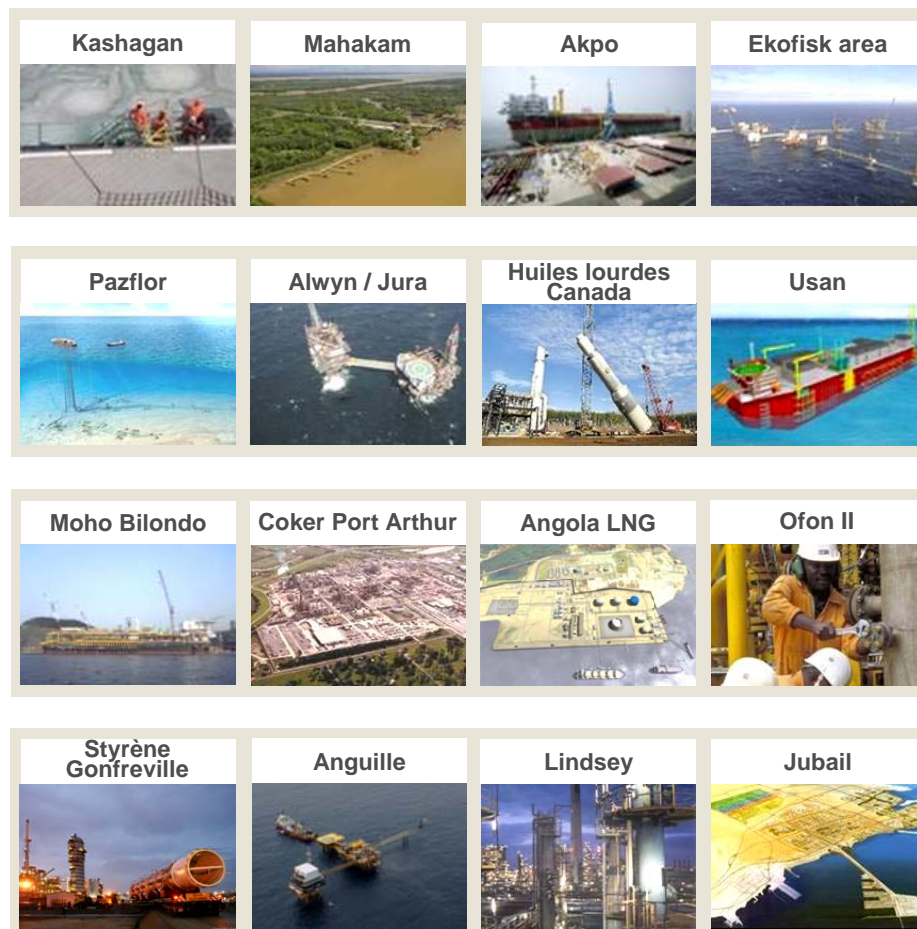 Kashagan
Mahakam
Akpo
Ekofisk area
Pazflor
Alwyn / Jura
Huiles lourdes
Canada
Usan
Moho Bilondo
Coker Port Arthur
Angola LNG
Ofon II
Styrène
Gonfreville
Anguille
Lindsey
Jubail